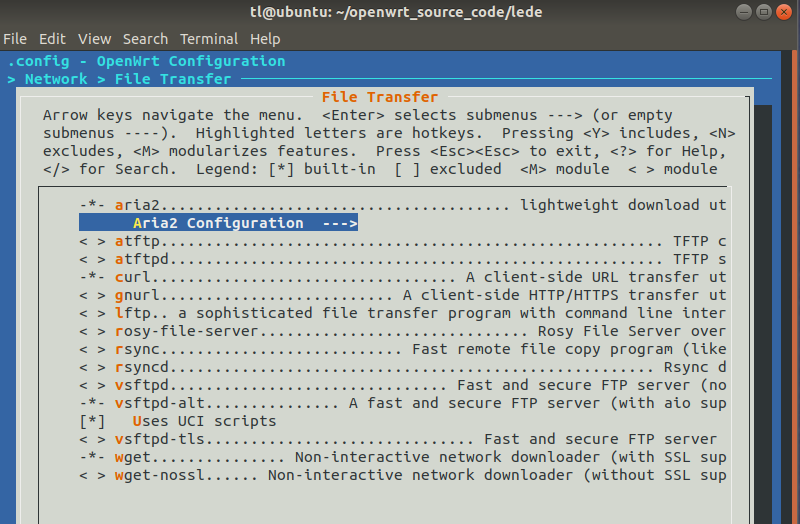 tl@ubuntu: ~/openwrt_source_code/lede
File Edit View Search Terminal Help
.config - OpenWrt Configuration
> Network > File Transfer
File Transfer
Arrow keys navigate the menu. <Enter> selects submenus ---> (or empty
submenus ----). Highlighted letters are hotkeys. Pressing <Y> includes, <N>
excludes, <M> modularizes features. Press <Esc><Esc> to exit, <?> for Help,
</> for Search. Legend: [*] built-in [ ] excluded <M> module < > module
-*- aria2....................................... lightweight download ut
Aria2 Configuration --->
< > atftp........................................................ TFTP c
< > atftpd....................................................... TFTP s
-*- curl.................................. A client-side URL transfer ut
< > gnurl.......................... A client-side HTTP/HTTPS transfer ut
< > lftp.. a sophisticated file transfer program with command line inter
< > rosy-file-server.............................. Rosy File Server over
< > rsync........................... Fast remote file copy program (like
< > rsyncd...................................................... Rsync d
< > vsftpd............................... Fast and secure FTP server (no
-*- vsftpd-alt............... A fast and secure FTP server (with aio sup
[*] Uses UCI scripts
< > vsftpd-tls.............................. Fast and secure FTP server
-*- wget............... Non-interactive network downloader (with SSL sup
< > wget-nossl...... Non-interactive network downloader (without SSL sup